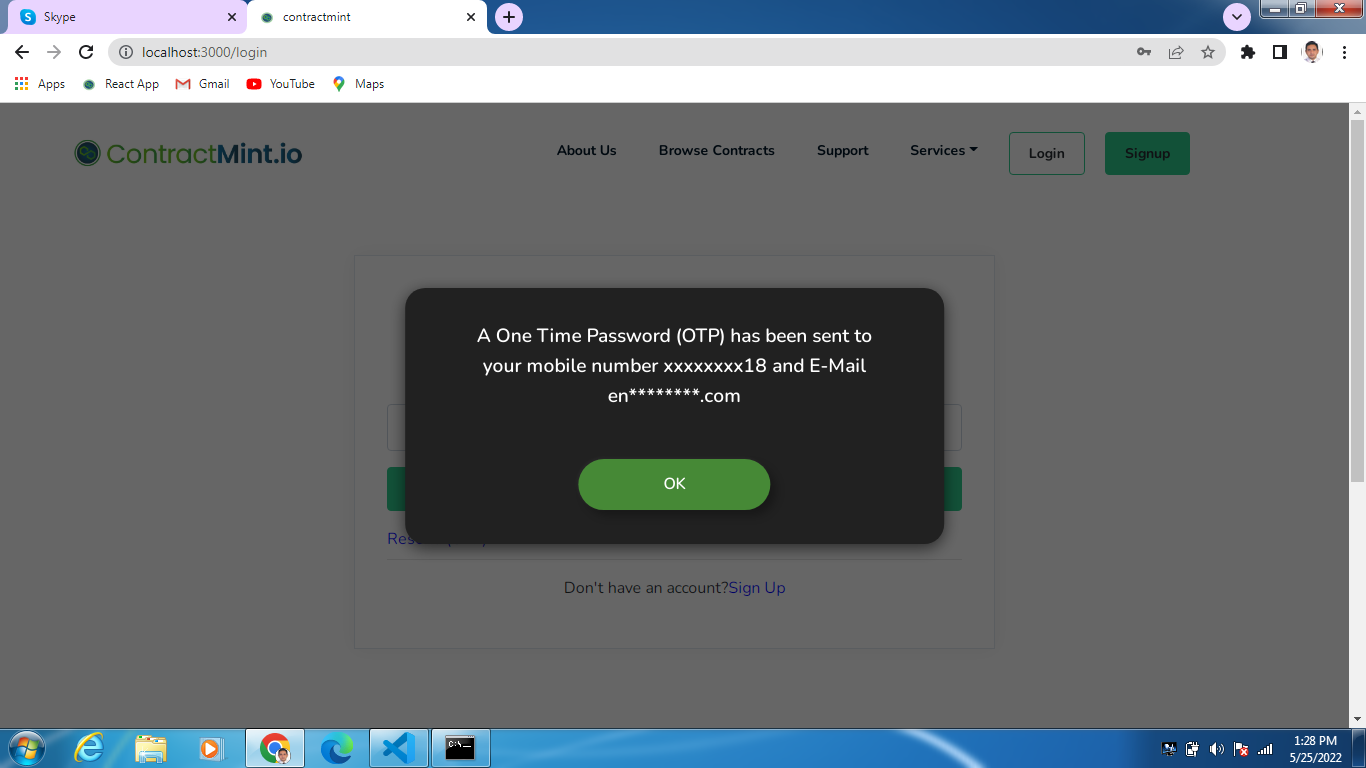 Skype
contractmint
localhost:3000/login
Apps
React App
Gmail
YouTube
Maps
ContractMint.io
About Us
Browse Contracts
Support
Services
Login
Signup
A One Time Password (OTP) has been sent to
your mobile number xxxxxxxx18 and E-Mail
en********.com
OK
Don't have an account?Sign Up
1:28 PM
5/25/2022